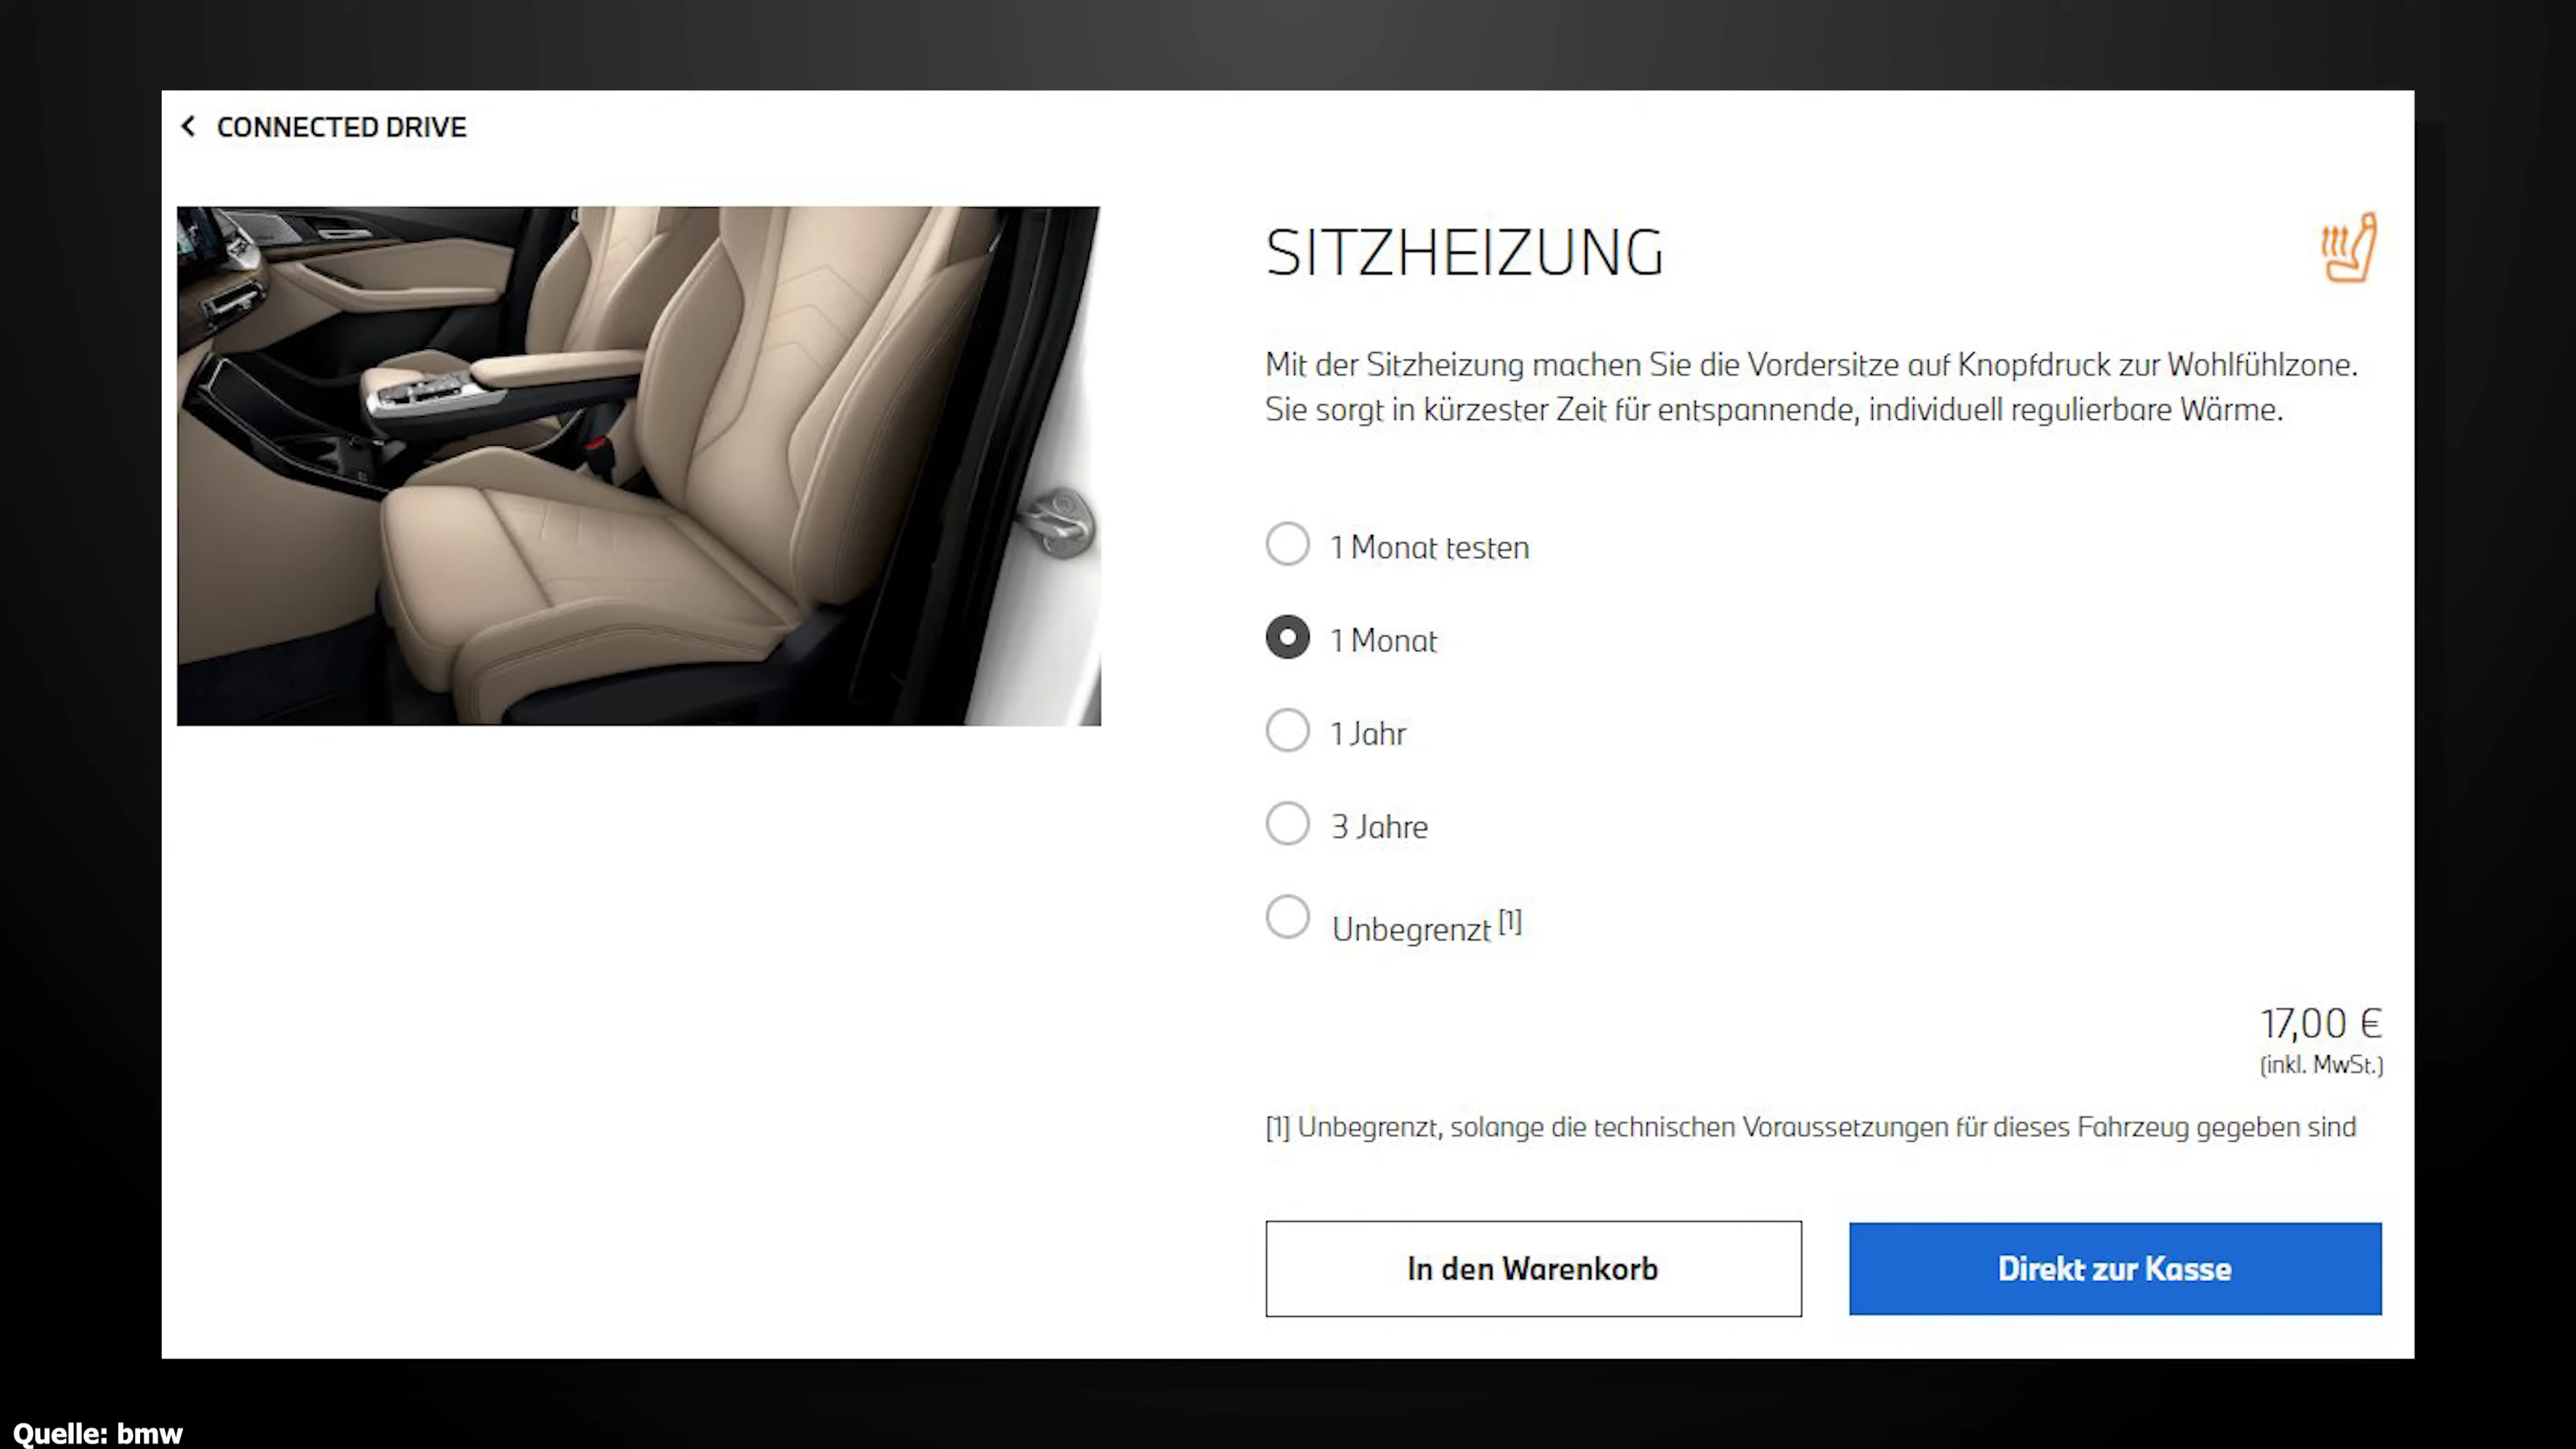 CONNECTED DRIVE
SITZHEIZUNG
Mit der Sitzheizung machen Sie die Vordersitze auf Knopfdruck zur Wohlfühlzone.
Sie sorgt in kürzester Zeit für entspannende, individuell regulierbare Wärme.
1 Monat testen
1 Monat
1 Jahr
3 Jahre
Unbegrenzt [1]
17,00 €
(inkl. MwSt.)
[1] Unbegrenzt, solange die technischen Voraussetzungen für dieses Fahrzeug gegeben sind
In den Warenkorb
Direkt zur Kasse
Quelle: bmw